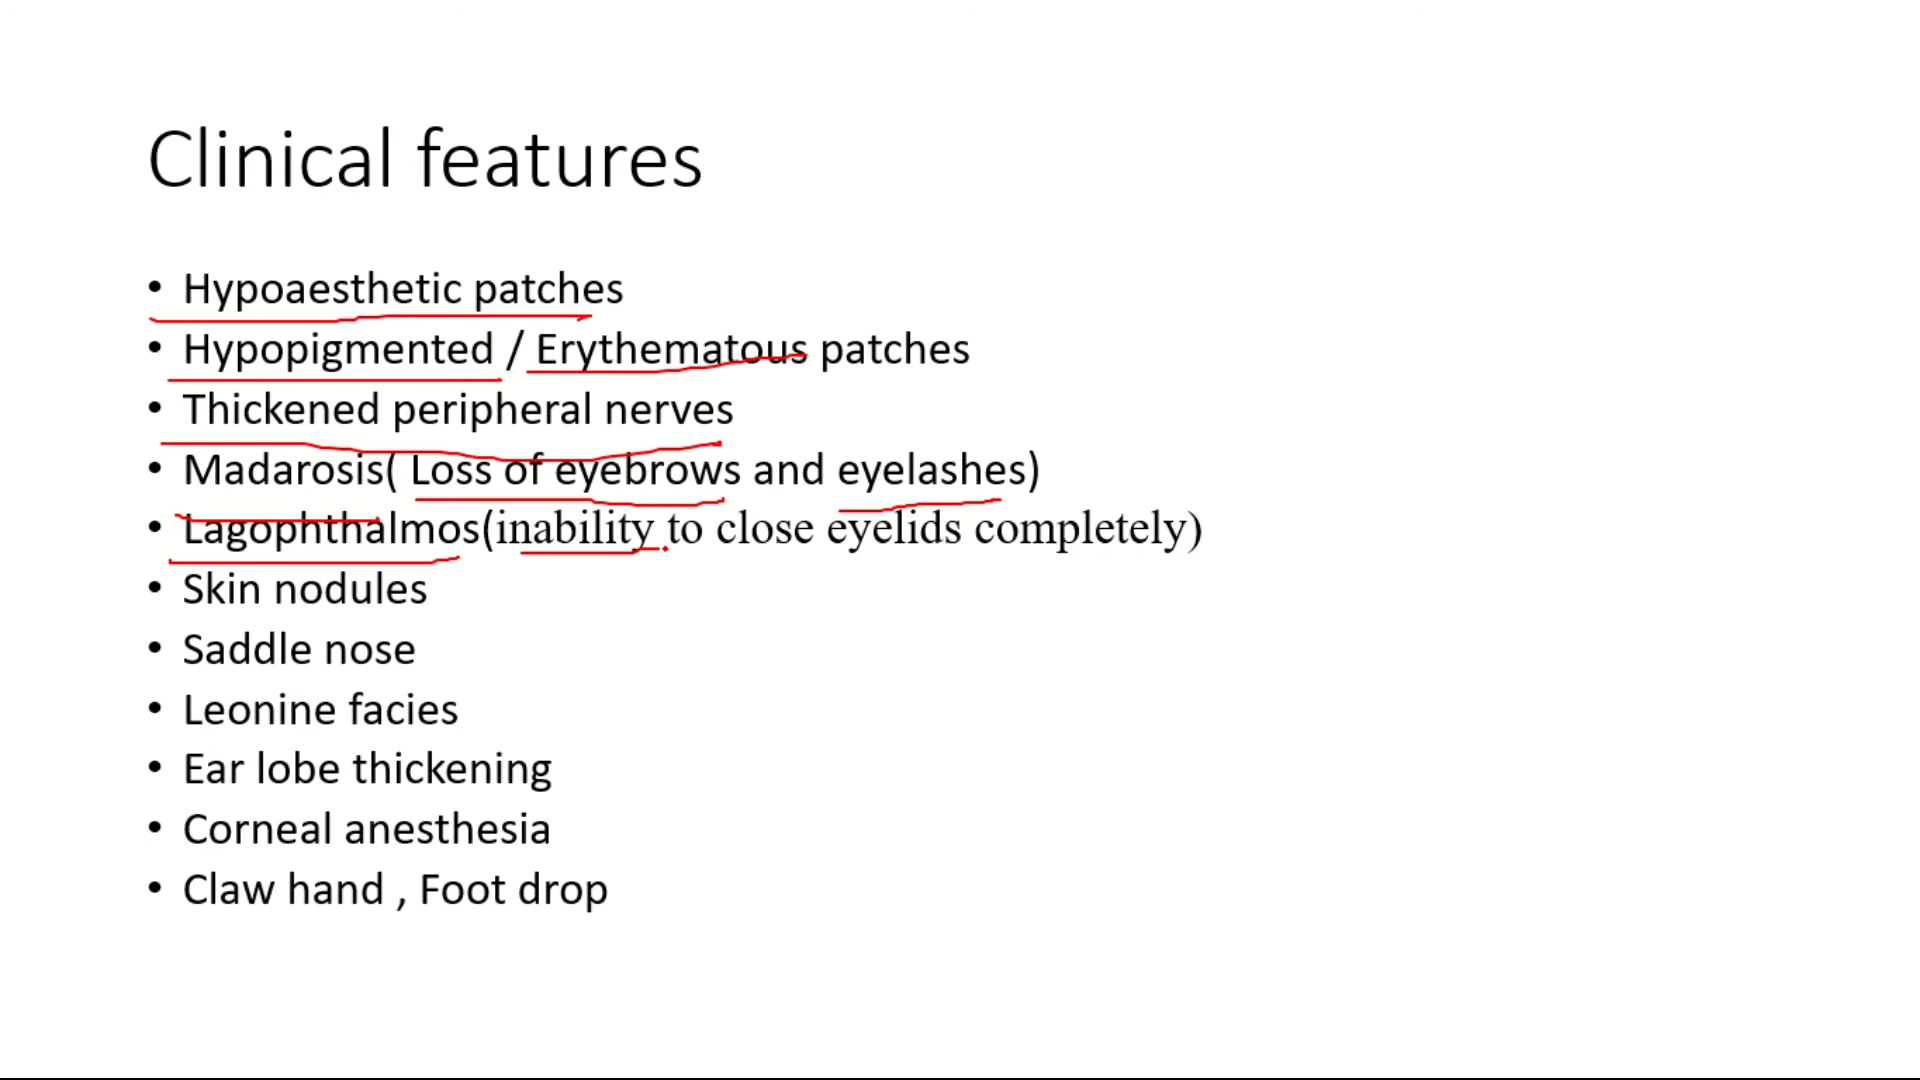 Clinical features
• Hypoaesthetic patches
• Hypopigmented / Erythematous patches
• Thickened peripheral nerves
• Madarosis( Loss of eyebrows and eyelashes)
• Lagophthalmos(inability to close eyelids completely)
• Skin nodules
• Saddle nose
• Leonine facies
• Ear lobe thickening
• Corneal anesthesia
• Claw hand , Foot drop